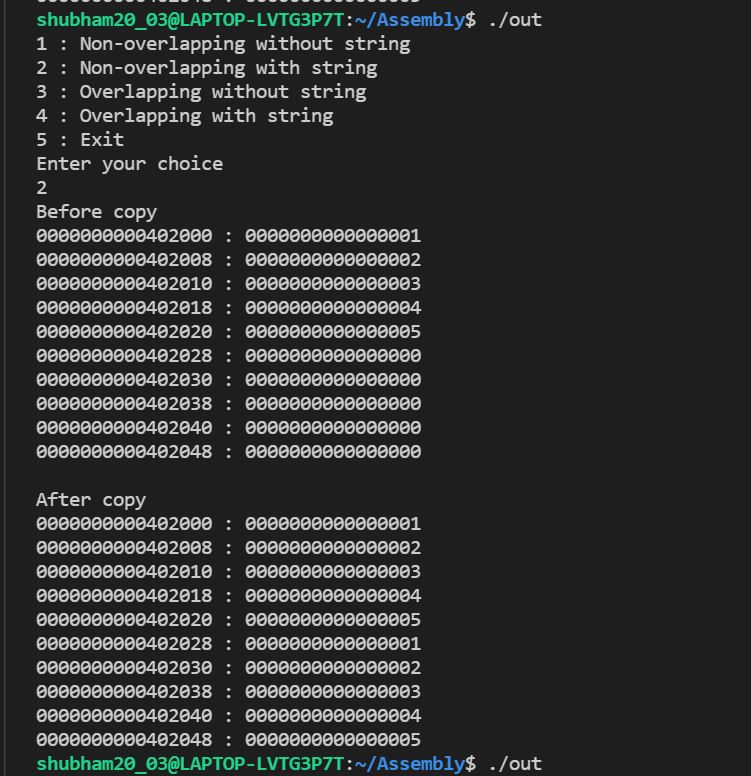 shubham20_03@LAPTOP-LVTG3P7T:~/Assembly$ ./out
1 : Non-overlapping without string
2 : Non-overlapping with string
3 : Overlapping without string
4 : Overlapping with string
5 : Exit
Enter your choice
2
Before copy
0000000000402000 : 0000000000000001
0000000000402008 : 0000000000000002
0000000000402010 : 0000000000000003
0000000000402018 : 0000000000000004
0000000000402020 : 0000000000000005
0000000000402028 : 0000000000000000
0000000000402030 : 0000000000000000
0000000000402038 : 0000000000000000
0000000000402040 : 0000000000000000
0000000000402048 : 0000000000000000

After copy
0000000000402000 : 0000000000000001
0000000000402008 : 0000000000000002
0000000000402010 : 0000000000000003
0000000000402018 : 0000000000000004
0000000000402020 : 0000000000000005
0000000000402028 : 0000000000000001
0000000000402030 : 0000000000000002
0000000000402038 : 0000000000000003
0000000000402040 : 0000000000000004
0000000000402048 : 0000000000000005
shubham20_03@LAPTOP-LVTG3P7T:~/Assembly$ ./out